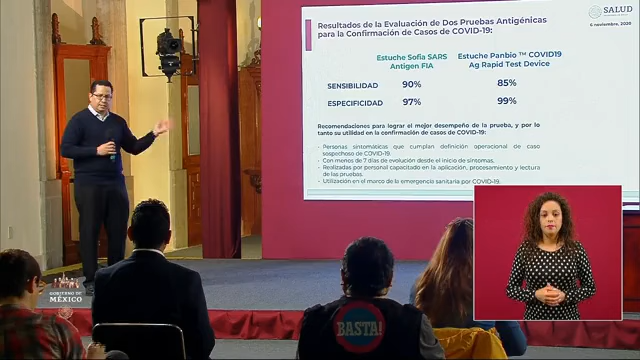 Resultados de la Evaluación de Dos Pruebas Antigénicas
para la Confirmación de Casos de COVID-19:
SALUD
6 noviembre, 2020
Estuche Sofia SARS
Antigen FIA
Estuche Panbio ™ COVID19
Ag Rapid Test Device
SENSIBILIDAD 90% 85%
ESPECIFICIDAD 97% 99%
Recomendaciones para lograr el mejor desempeño de la prueba, y por lo
tanto su utilidad en la confirmación de casos de COVID-19:
- Personas sintomáticas que cumplan definición operacional de caso
sospechoso de COVID-19.
- Con menos de 7 días de evolución desde el inicio de síntomas.
- Realizadas por personal capacitado en la aplicación, procesamiento y lectura
de las pruebas.
- Utilización en el marco de la emergencia sanitaria por COVID-19.
GOBIERNO DE
MÉXICO
BASTA!